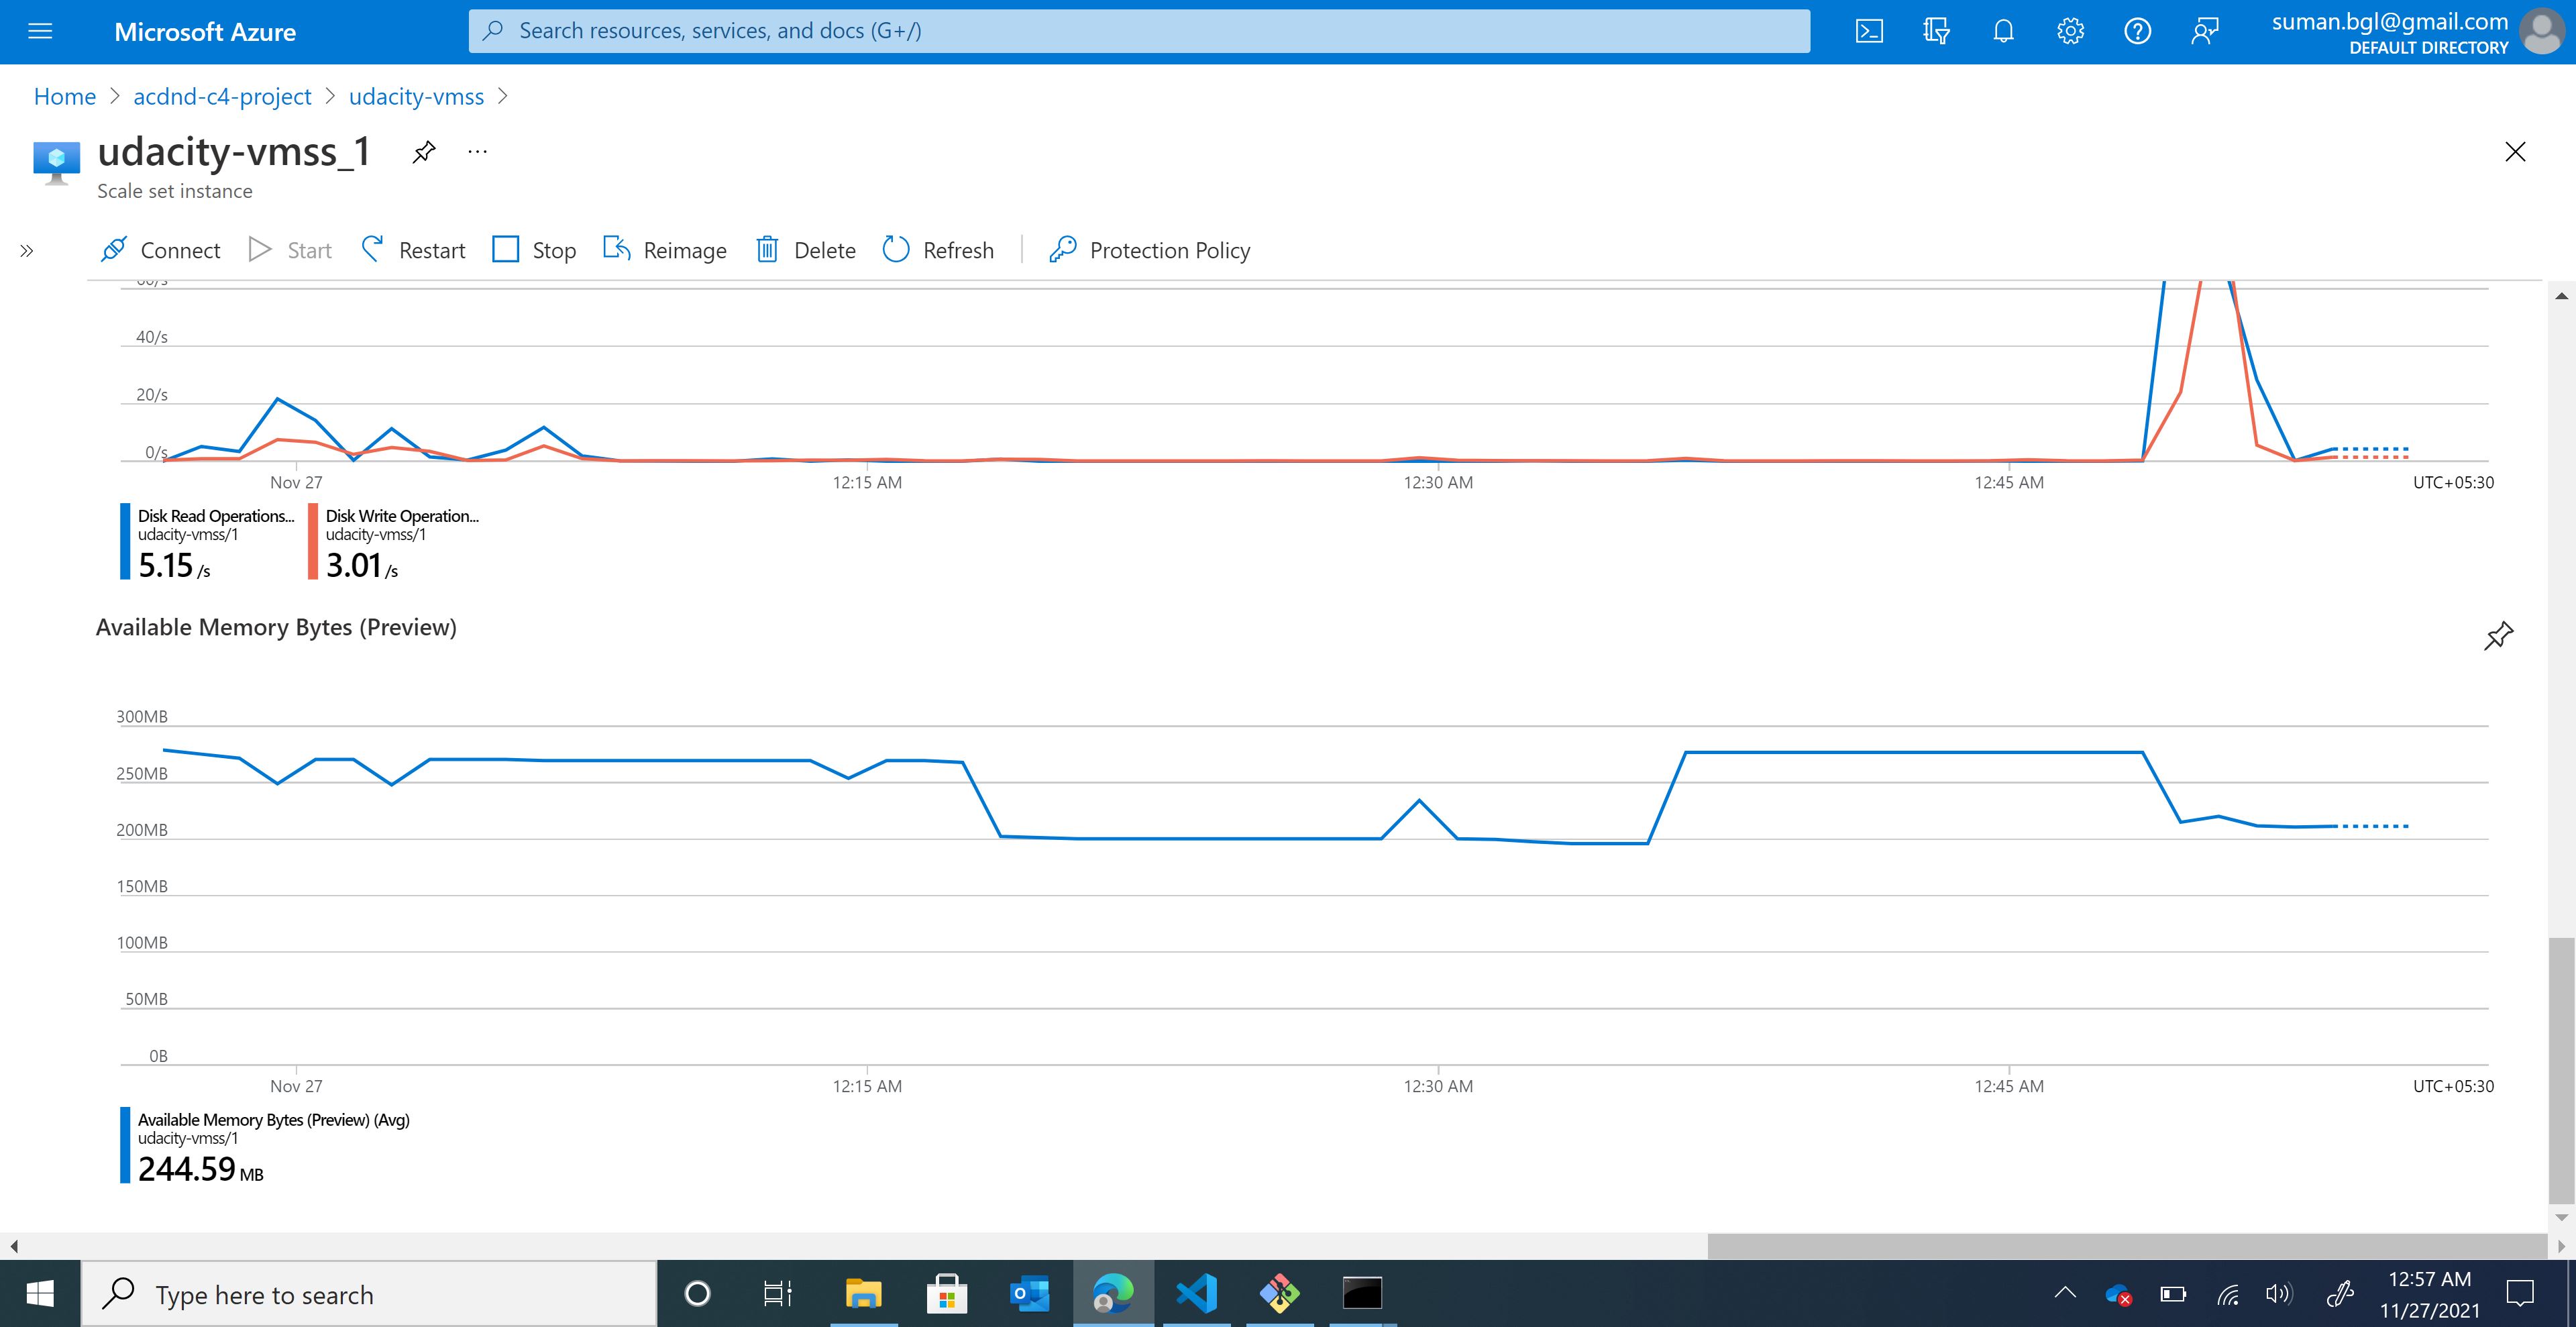 Microsoft Azure
Search resources, services, and docs (G+/)
suman.bgl@gmail.com
DEFAULT DIRECTORY
Home > acdnd-c4-project > udacity-vmss >
udacity-vmss_1
Scale set instance
Connect Start Restart Stop Reimage Delete Refresh Protection Policy
40/s
20/s
0/s
Nov 27 12:15 AM 12:30 AM 12:45 AM UTC+05:30
Disk Read Operations... Disk Write Operation...
udacity-vmss/1 udacity-vmss/1
5.15 /s 3.01 /s
Available Memory Bytes (Preview)
300MB
250MB
200MB
150MB
100MB
50MB
0B
Nov 27 12:15 AM 12:30 AM 12:45 AM UTC+05:30
Available Memory Bytes (Preview) (Avg)
udacity-vmss/1
244.59 MB
Type here to search
12:57 AM
11/27/2021